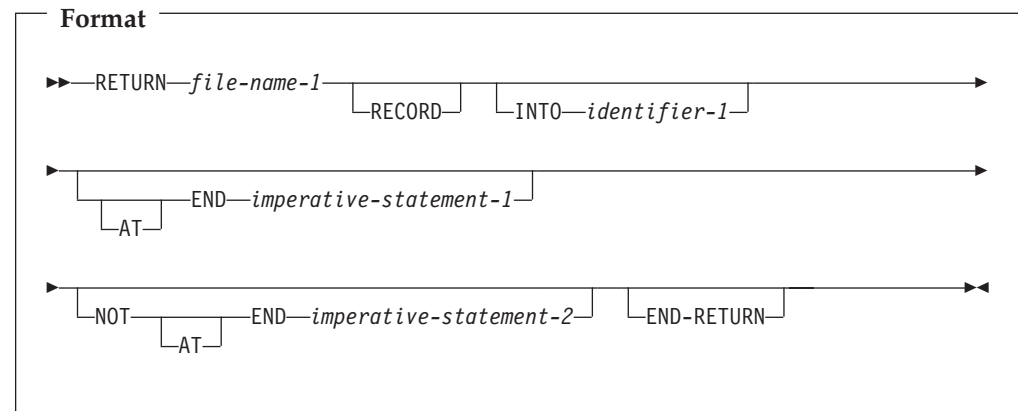 Format
RETURN file-name-1
RECORD INTO identifier-1
END imperative-statement-1
AT
NOT END imperative-statement-2 END-RETURN
AT